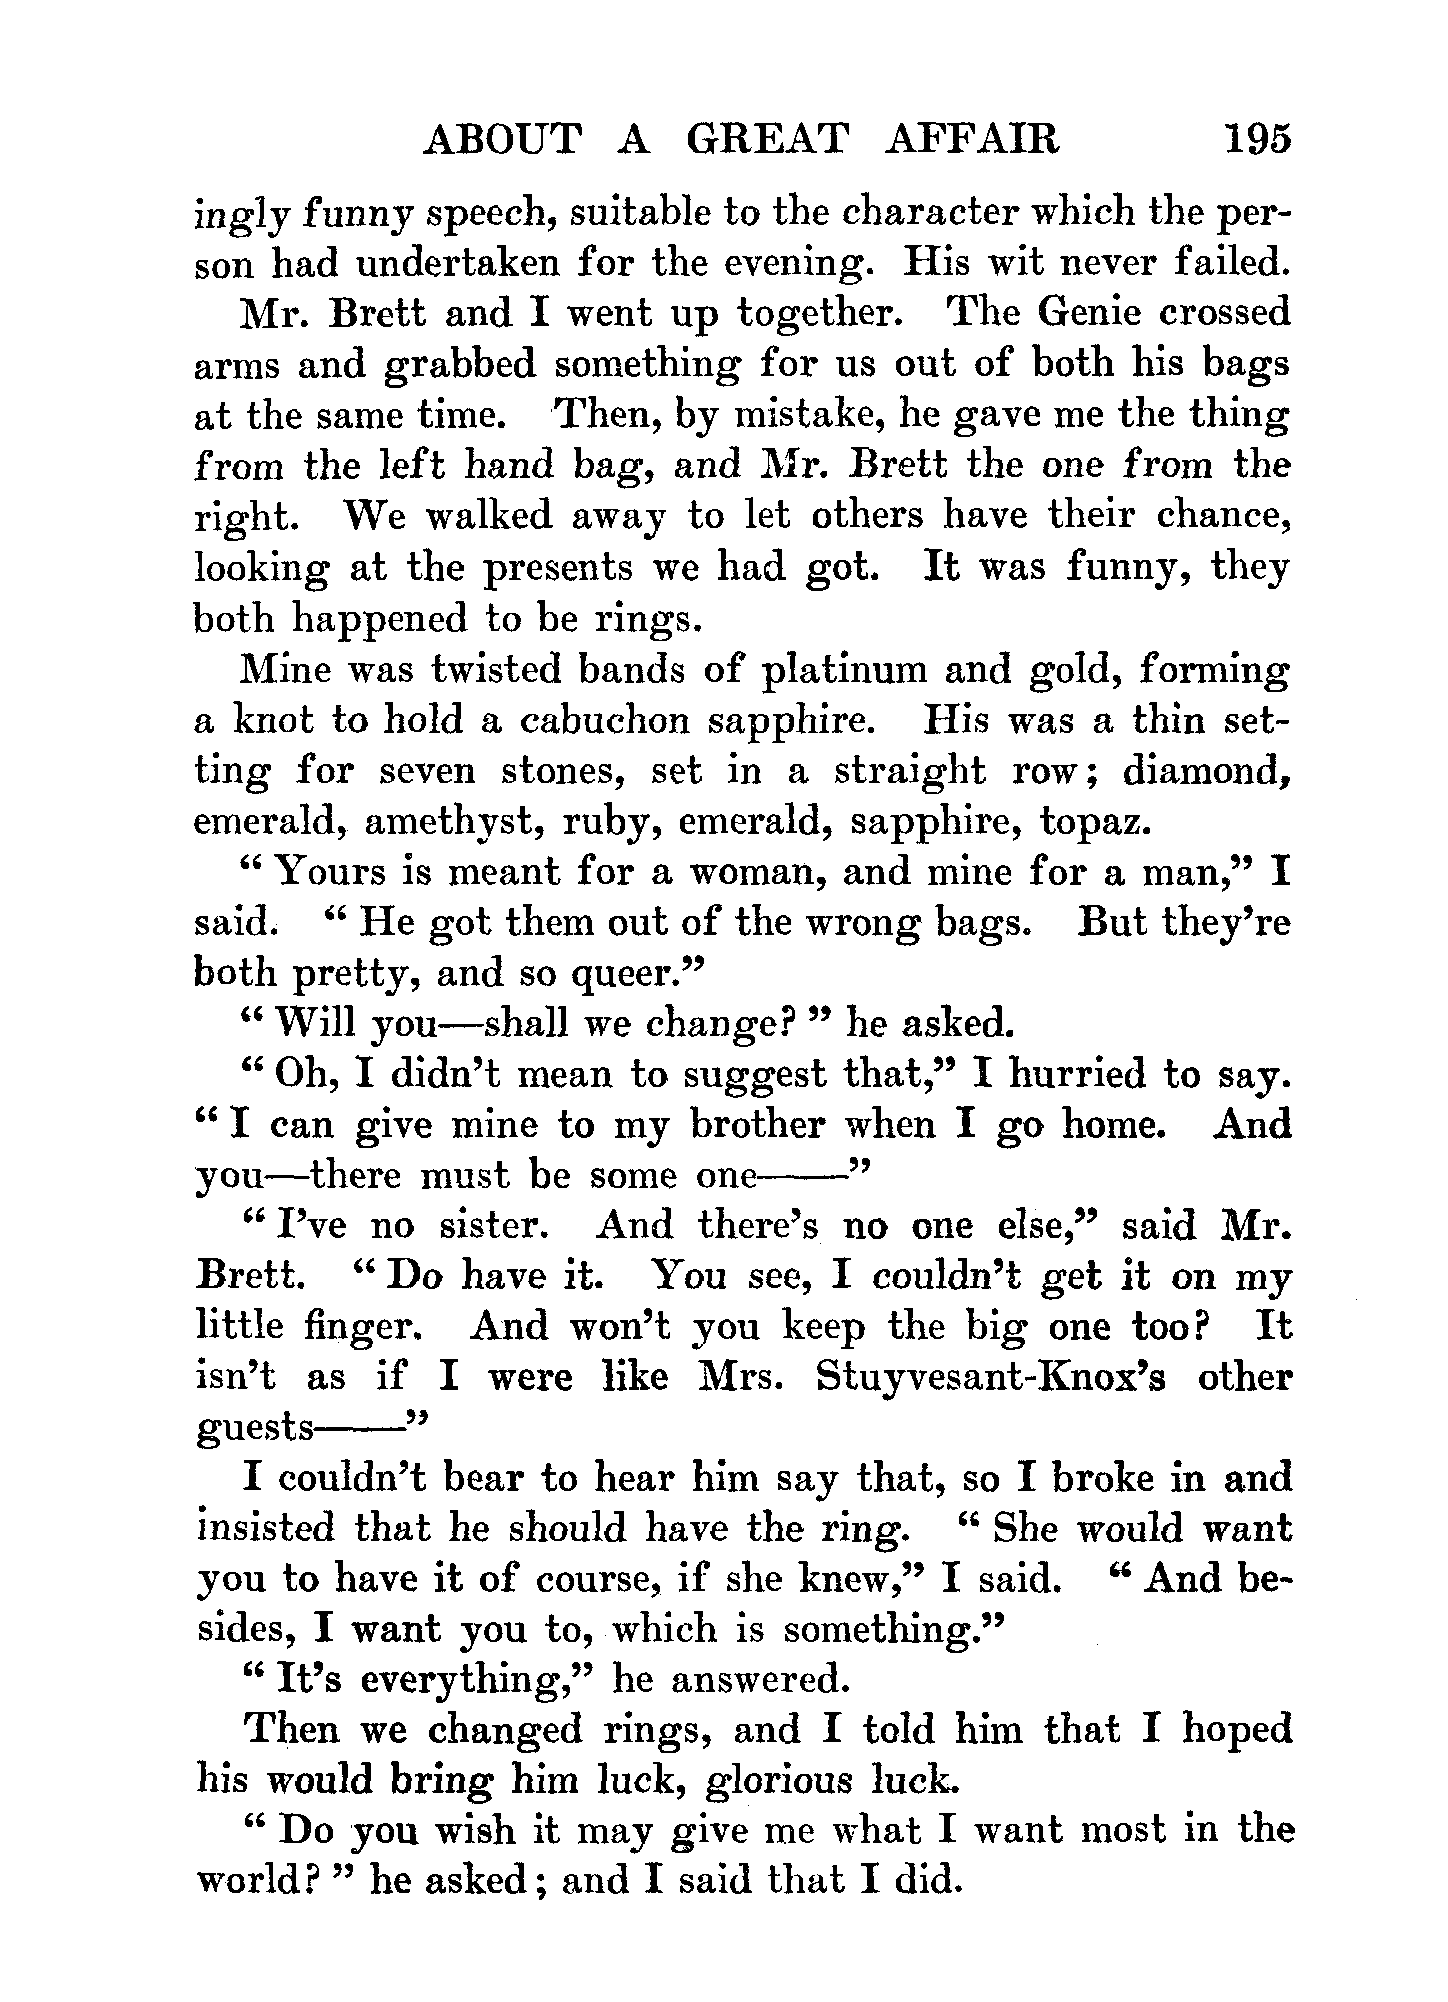 ABOUT A GREAT AFFAIR 195
ingly funny speech, suitable to the character which the per-
son had undertaken for the evening. His wit never failed.
Mr. Brett and I went up together. The Genie crossed
arms and grabbed something for us out of both his bags
at the same time. Then, by mistake, he gave me the thing
from the left hand bag, and Mr. Brett the one from the
right. We walked away to let others have their chance,
looking at the presents we had got. It was funny, they
both happened to be rings.
Mine was twisted bands of platinum and gold, forming
a knot to hold a cabuchon sapphire. His was a thin set-
ting for seven stones, set in a straight row; diamond,
emerald, amethyst, ruby, emerald, sapphire, topaz.
“ Yours is meant for a woman, and mine for a man,” I
said. “ He got them out of the wrong bags. But they’re
both pretty, and so queer.”
“ Will you—shall we change? ” he asked.
“ Oh, I didn’t mean to suggest that,” I hurried to say.
“ I can give mine to my brother when I go home. And
you—there must be some one——”
“ I’ve no sister. And there’s no one else,” said Mr.
Brett. “ Do have it. You see, I couldn’t get it on my
little finger. And won’t you keep the big one too? It
isn’t as if I were like Mrs. Stuyvesant-Knox’s other
guests——”
I couldn’t bear to hear him say that, so I broke in and
insisted that he should have the ring. “ She would want
you to have it of course, if she knew,” I said. “ And be-
sides, I want you to, which is something.”
“ It’s everything,” he answered.
Then we changed rings, and I told him that I hoped
his would bring him luck, glorious luck.
“ Do you wish it may give me what I want most in the
world? ” he asked; and I said that I did.